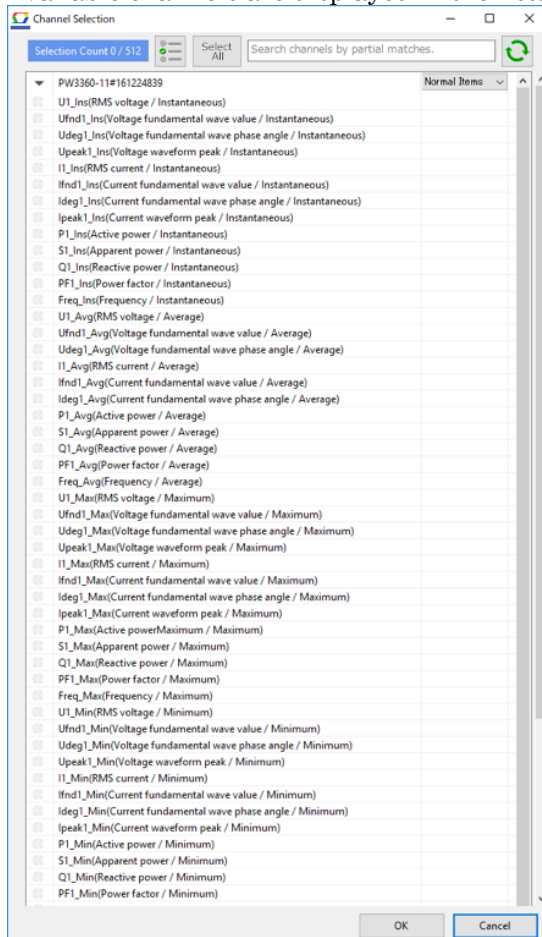 Channel Selection
Selection Count 0 / 512
Select
All
Search channels by partial matches.
PW3360-11#161224839
Normal Items
U1_Ins(RMS voltage / Instantaneous)
Ufnd1_Ins(Voltage fundamental wave value / Instantaneous)
Udeg1_Ins(Voltage fundamental wave phase angle / Instantaneous)
Upeak1_Ins(Voltage waveform peak / Instantaneous)
I1_Ins(RMS current / Instantaneous)
Ifnd1_Ins(Current fundamental wave value / Instantaneous)
Ideg1_Ins(Current fundamental wave phase angle / Instantaneous)
Ipeak1_Ins(Current waveform peak / Instantaneous)
P1_Ins(Active power / Instantaneous)
S1_Ins(Apparent power / Instantaneous)
Q1_Ins(Reactive power / Instantaneous)
PF1_Ins(Power factor / Instantaneous)
Freq_Ins(Frequency / Instantaneous)
U1_Avg(RMS voltage / Average)
Ufnd1_Avg(Voltage fundamental wave value / Average)
Udeg1_Avg(Voltage fundamental wave phase angle / Average)
I1_Avg(RMS current / Average)
Ifnd1_Avg(Current fundamental wave value / Average)
Ideg1_Avg(Current fundamental wave phase angle / Average)
P1_Avg(Active power / Average)
S1_Avg(Apparent power / Average)
Q1_Avg(Reactive power / Average)
PF1_Avg(Power factor / Average)
Freq_Avg(Frequency / Average)
U1_Max(RMS voltage / Maximum)
Ufnd1_Max(Voltage fundamental wave value / Maximum)
Udeg1_Max(Voltage fundamental wave phase angle / Maximum)
Upeak1_Max(Voltage waveform peak / Maximum)
I1_Max(RMS current / Maximum)
Ifnd1_Max(Current fundamental wave value / Maximum)
Ideg1_Max(Current fundamental wave phase angle / Maximum)
Ipeak1_Max(Current waveform peak / Maximum)
P1_Max(Active powerMaximum / Maximum)
S1_Max(Apparent power / Maximum)
Q1_Max(Reactive power / Maximum)
PF1_Max(Power factor / Maximum)
Freq_Max(Frequency / Maximum)
U1_Min(RMS voltage / Minimum)
Ufnd1_Min(Voltage fundamental wave value / Minimum)
Udeg1_Min(Voltage fundamental wave phase angle / Minimum)
Upeak1_Min(Voltage waveform peak / Minimum)
I1_Min(RMS current / Minimum)
Ifnd1_Min(Current fundamental wave value / Minimum)
Ideg1_Min(Current fundamental wave phase angle / Minimum)
Ipeak1_Min(Current waveform peak / Minimum)
P1_Min(Active power / Minimum)
S1_Min(Apparent power / Minimum)
Q1_Min(Reactive power / Minimum)
PF1_Min(Power factor / Minimum)
OK
Cancel